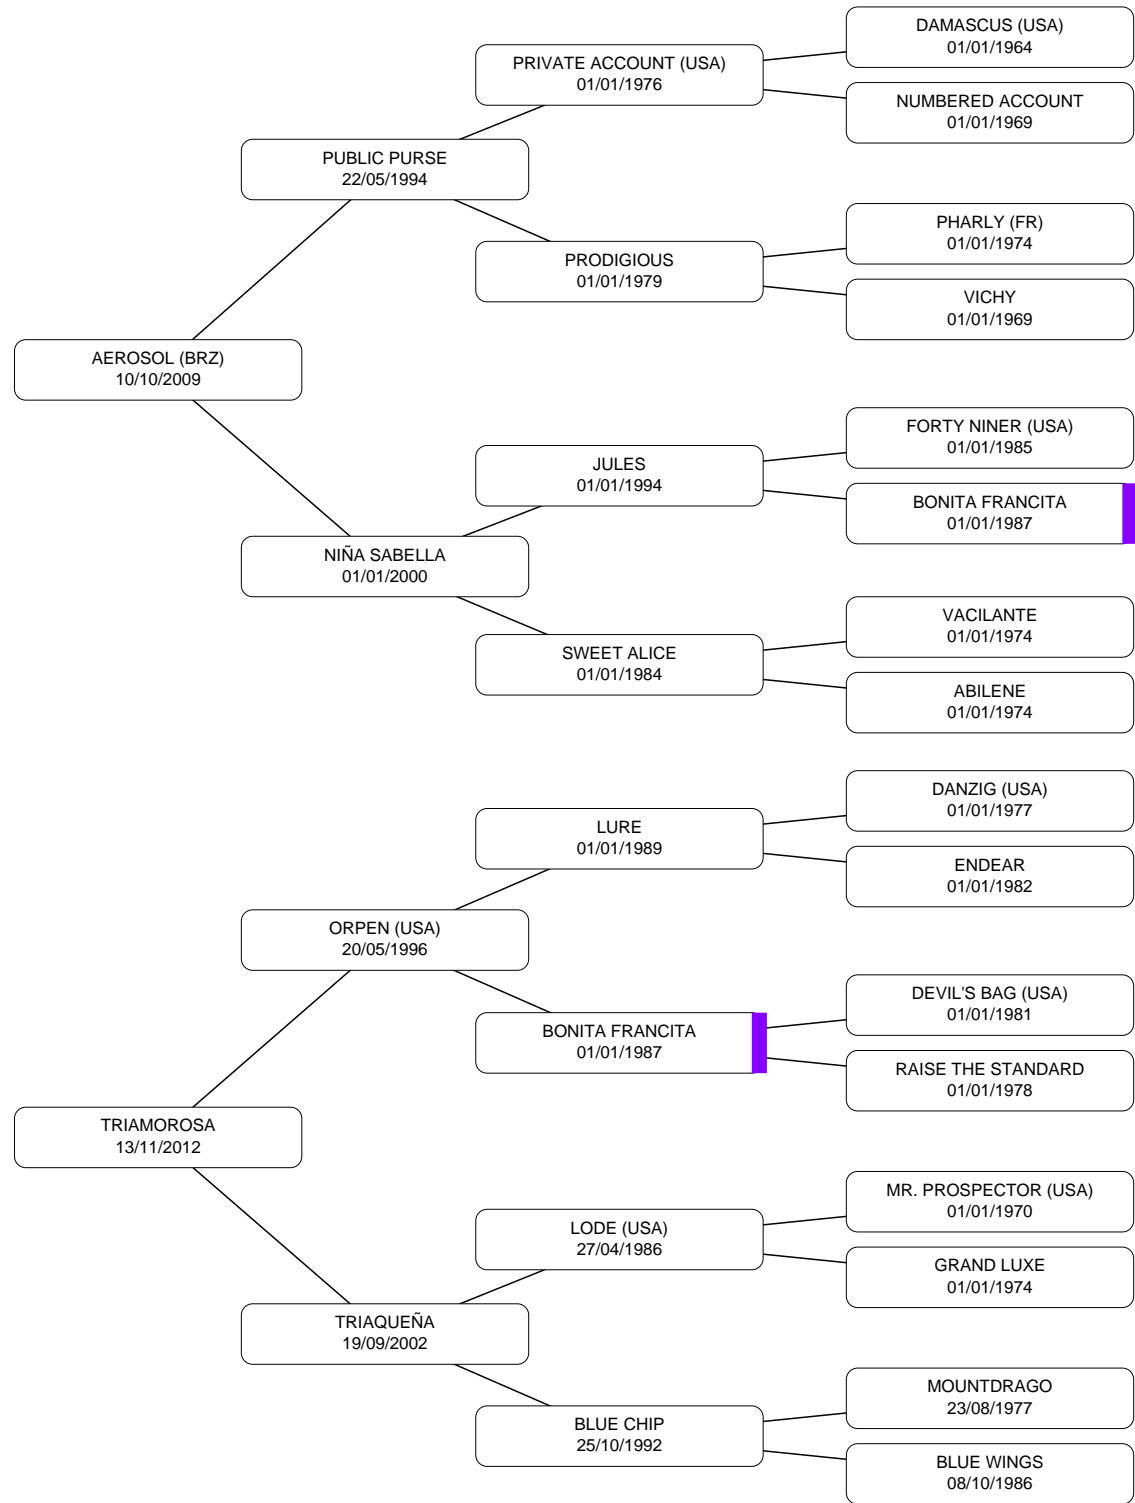 DAMASCUS (USA)
01/01/1964
PRIVATE ACCOUNT (USA)
01/01/1976
NUMBERED ACCOUNT
01/01/1969
PUBLIC PURSE
22/05/1994
PHARLY (FR)
01/01/1974
PRODIGIOUS
01/01/1979
VICHY
01/01/1969
AEROSOL (BRZ)
10/10/2009
FORTY NINER (USA)
01/01/1985
JULES
01/01/1994
BONITA FRANCITA
01/01/1987
NIÑA SABELLA
01/01/2000
VACILANTE
01/01/1974
SWEET ALICE
01/01/1984
ABILENE
01/01/1974
DANZIG (USA)
01/01/1977
LURE
01/01/1989
ENDEAR
01/01/1982
ORPEN (USA)
20/05/1996
DEVIL'S BAG (USA)
01/01/1981
BONITA FRANCITA
01/01/1987
RAISE THE STANDARD
01/01/1978
TRIAMOROSA
13/11/2012
MR. PROSPECTOR (USA)
01/01/1970
LODE (USA)
27/04/1986
GRAND LUXE
01/01/1974
TRIAQUEÑA
19/09/2002
MOUNTDRAGO
23/08/1977
BLUE CHIP
25/10/1992
BLUE WINGS
08/10/1986